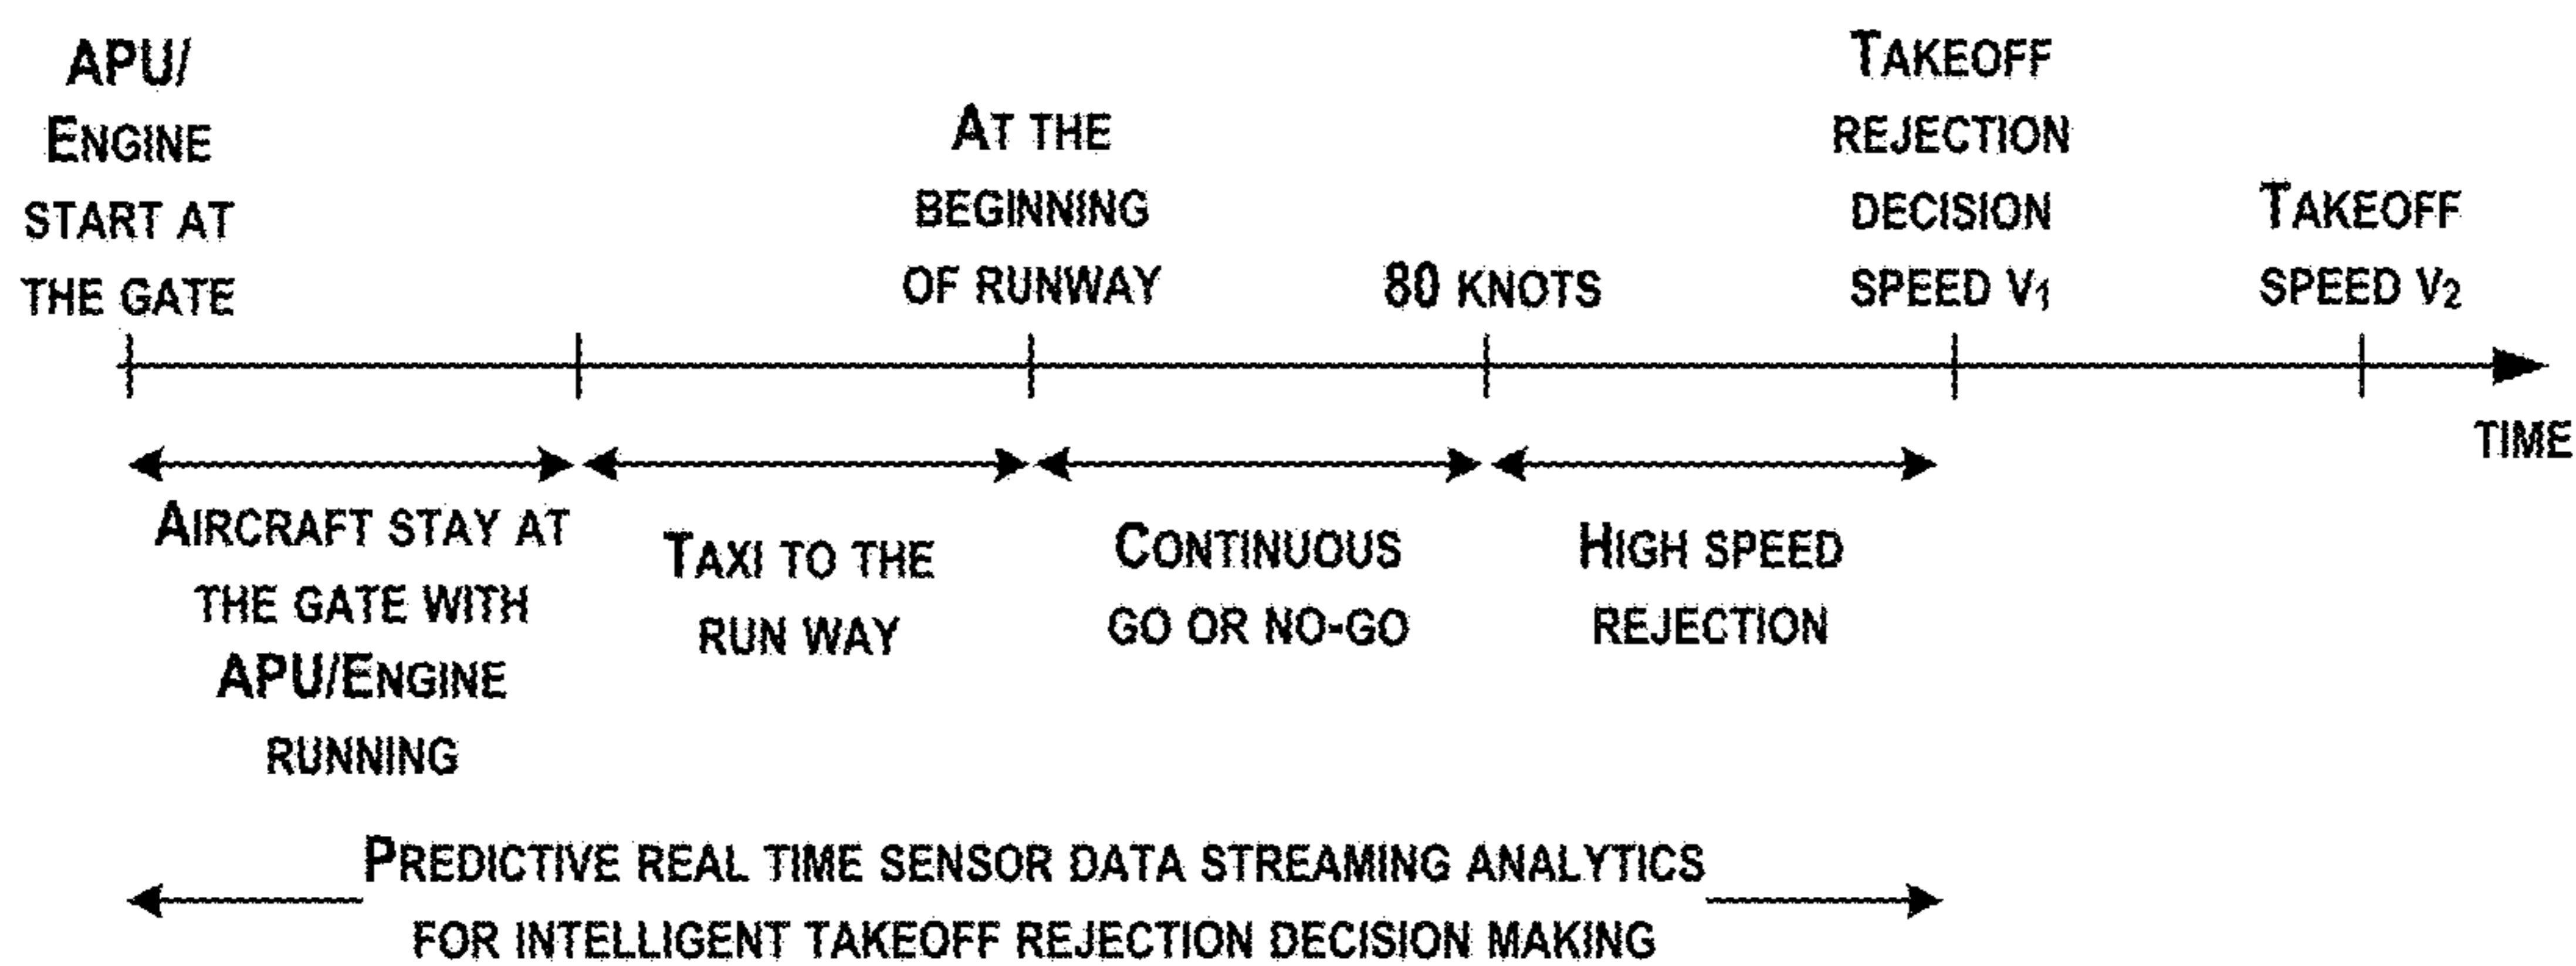 APU/
ENGINE
START AT
THE GATE
AT THE
BEGINNING
OF RUNWAY
80 KNOTS
TAKEOFF
REJECTION
DECISION
SPEED V1
TAKEOFF
SPEED V2
TIME
AIRCRAFT STAY AT
THE GATE WITH
APU/ENGINE
RUNNING
TAXI TO THE
RUN WAY
CONTINUOUS
GO OR NO-GO
HIGH SPEED
REJECTION
PREDICTIVE REAL TIME SENSOR DATA STREAMING ANALYTICS
FOR INTELLIGENT TAKEOFF REJECTION DECISION MAKING